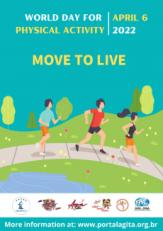 WORLD DAY FOR
PHYSICAL ACTIVITY
APRIL 6
2022
MOVE TO LIVE
More information at: www.portalagita.org.br